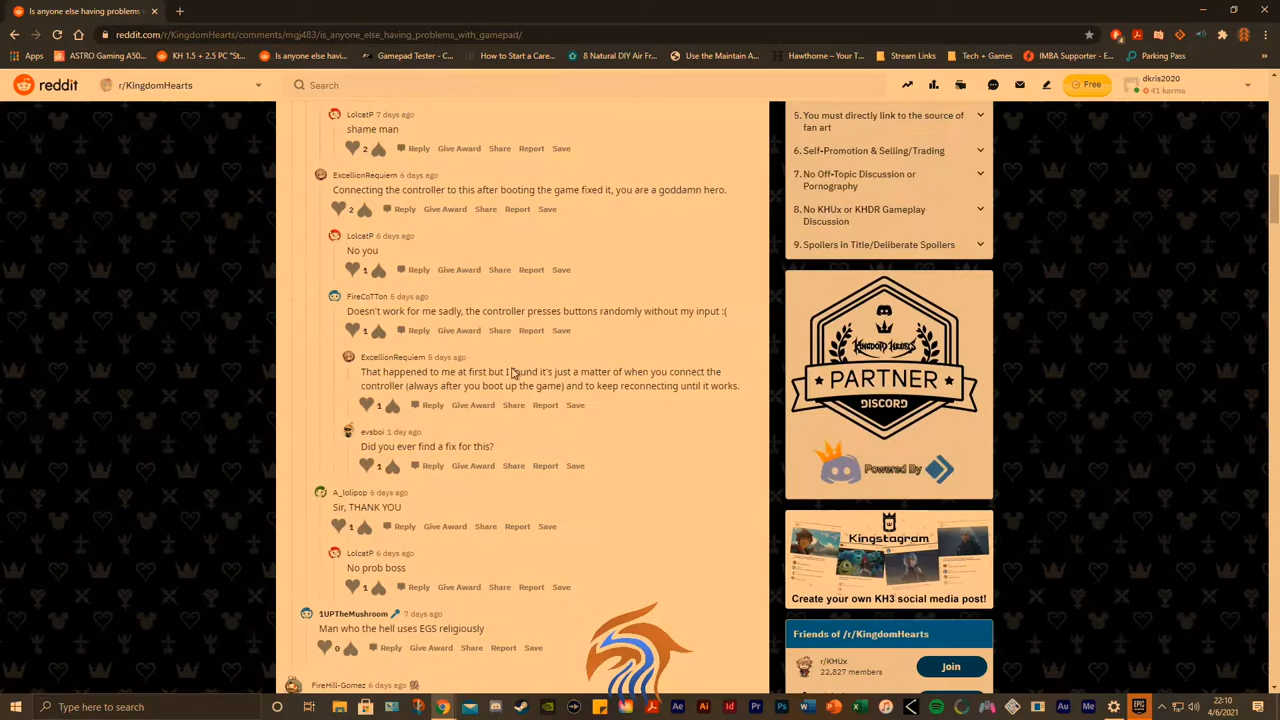 Is anyone else having problems
reddit.com/r/KingdomHearts/comments/mgj483/is_anyone_else_having_problems_with_gamepad/
Apps
ASTRO Gaming A50...
KH 1.5 + 2.5 PC "St...
Is anyone else havi...
Gamepad Tester - C...
How to Start a Care...
8 Natural DIY Air Fr...
Use the Maintain A...
Hawthorne – Your T...
Stream Links
Tech + Games
IMBA Supporter - E...
Parking Pass
reddit
r/KingdomHearts
Search
Free
dkris2020
41 karma
LolcatP 7 days ago
shame man
2 Reply Give Award Share Report Save
ExcellionRequiem 6 days ago
Connecting the controller to this after booting the game fixed it, you are a goddamn hero.
2 Reply Give Award Share Report Save
LolcatP 6 days ago
No you
1 Reply Give Award Share Report Save
FireCoTTon 5 days ago
Doesn't work for me sadly, the controller presses buttons randomly without my input :(
1 Reply Give Award Share Report Save
ExcellionRequiem 5 days ago
That happened to me at first but I found it's just a matter of when you connect the
controller (always after you boot up the game) and to keep reconnecting until it works.
1 Reply Give Award Share Report Save
evsboi 1 day ago
Did you ever find a fix for this?
1 Reply Give Award Share Report Save
A_lolipop 6 days ago
Sir, THANK YOU
1 Reply Give Award Share Report Save
LolcatP 6 days ago
No prob boss
1 Reply Give Award Share Report Save
1UPTheMushroom 7 days ago
Man who the hell uses EGS religiously
0 Reply Give Award Share Report Save
FireHill-Gomez 6 days ago
5. You must directly link to the source of
fan art
6. Self-Promotion & Selling/Trading
7. No Off-Topic Discussion or
Pornography
8. No KHUx or KHDR Gameplay
Discussion
9. Spoilers in Title/Deliberate Spoilers
KINGDOM HEARTS
PARTNER
DISCORD
Powered By
Kingstagram
Create your own KH3 social media post!
Friends of /r/KingdomHearts
r/KHUx
22,827 members
Join
Type here to search
22:10
4/6/2021